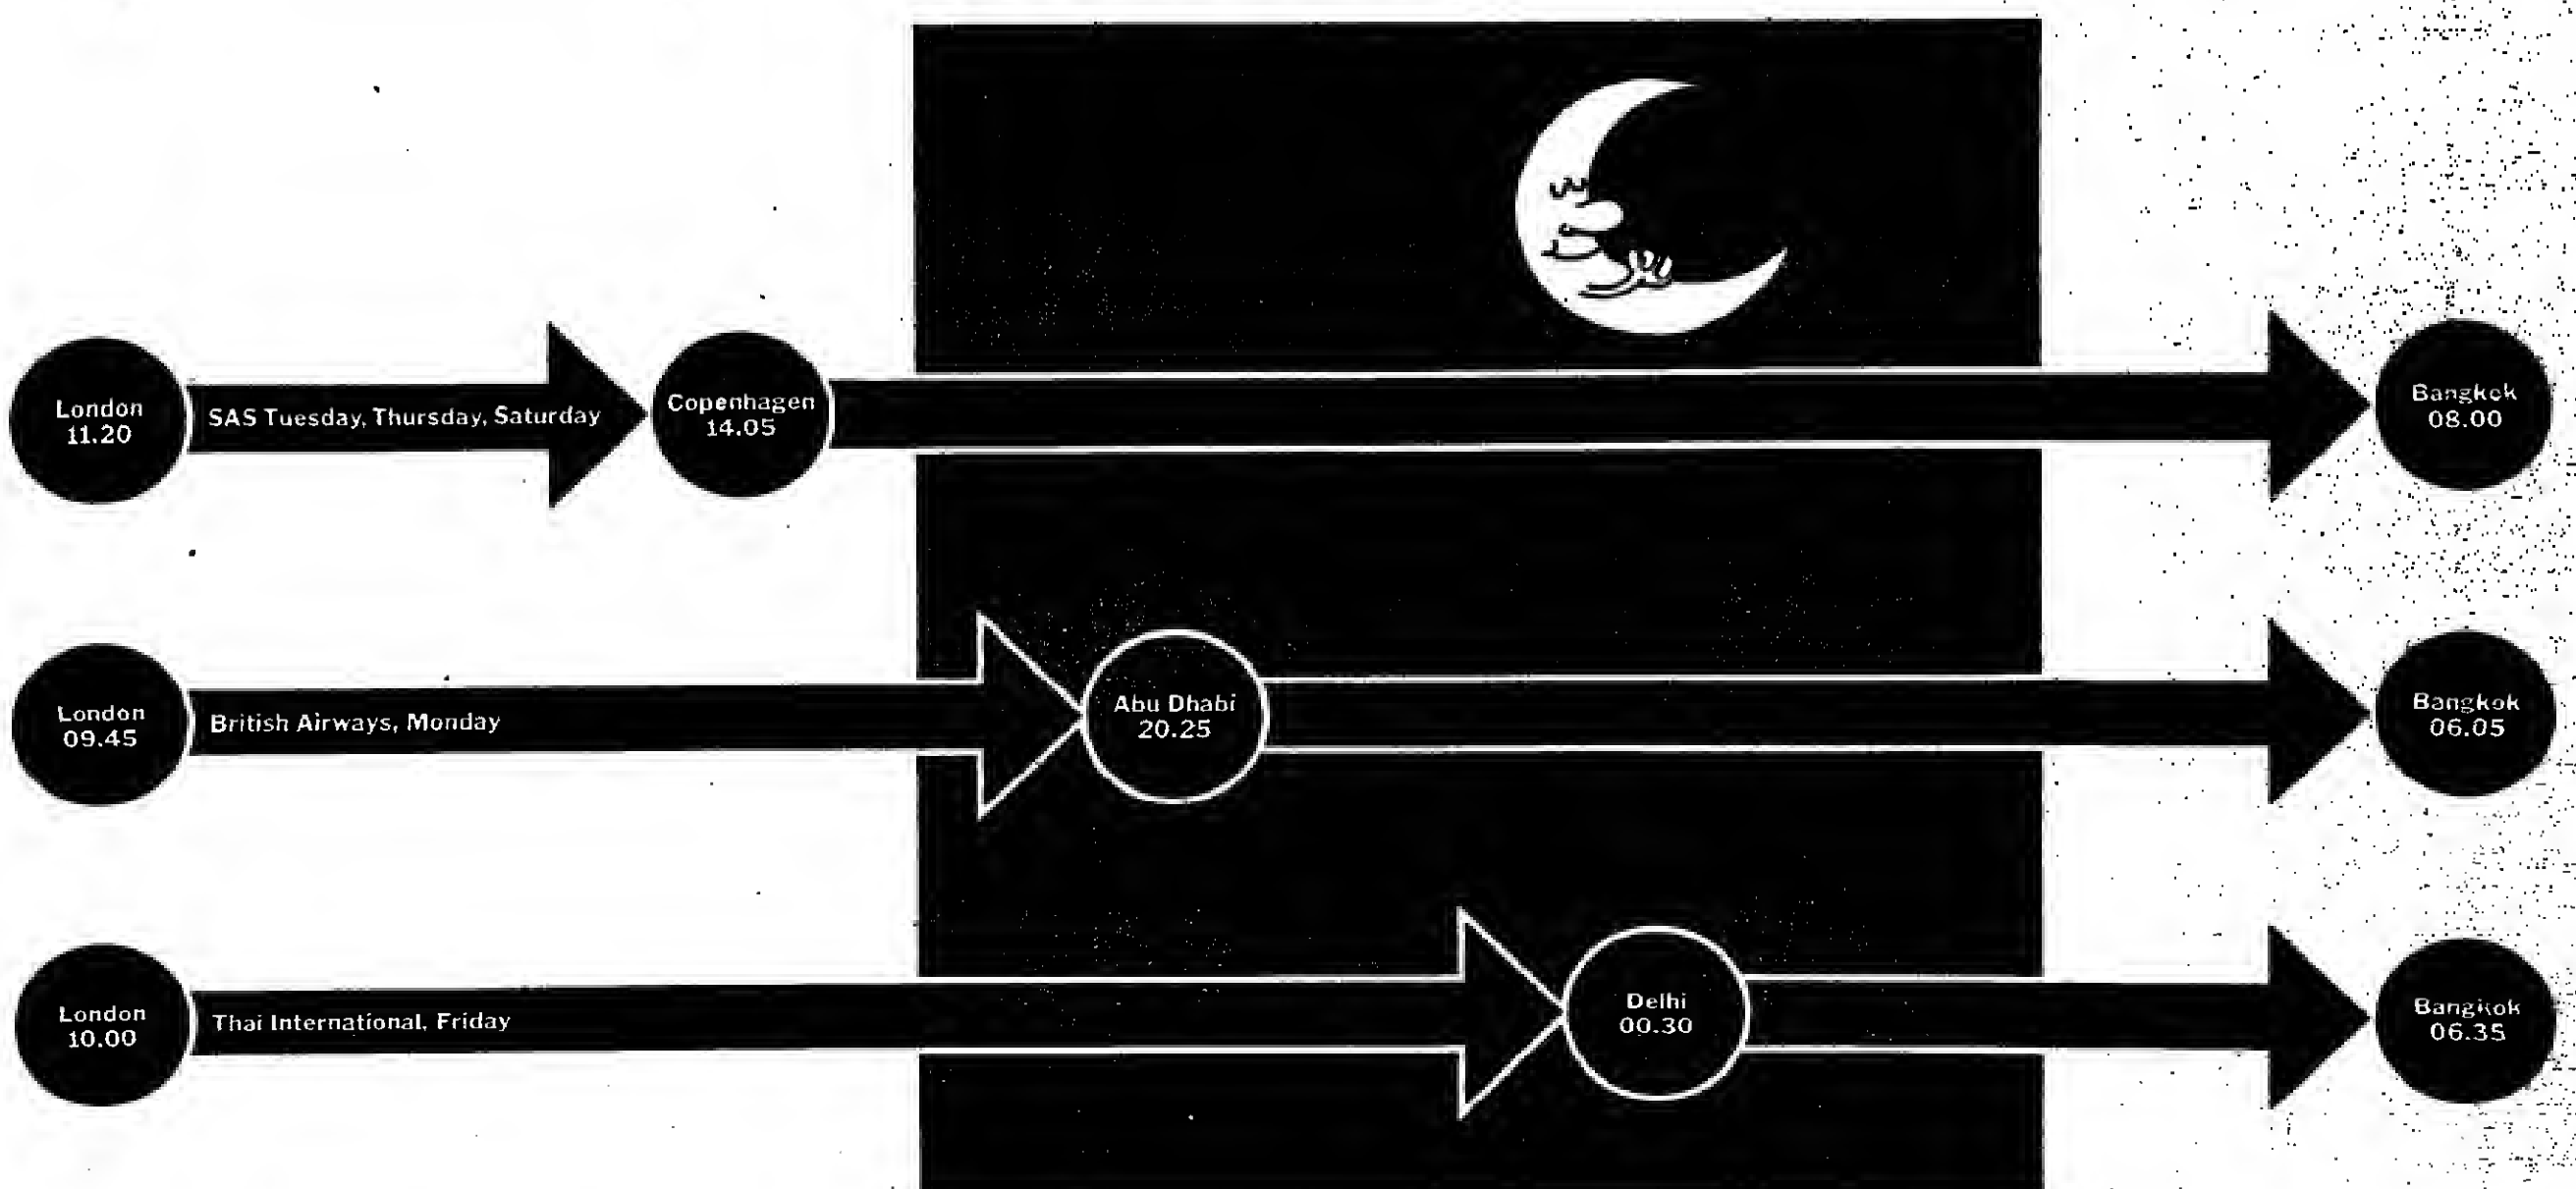 London
11.20
SAS Tuesday, Thursday, Saturday
Copenhagen
14.05
Bangkok
08.00
London
09.45
British Airways, Monday
Abu Dhabi
20.25
Bangkok
06.05
London
10.00
Thai International, Friday
Delhi
00.30
Bangkok
06.35